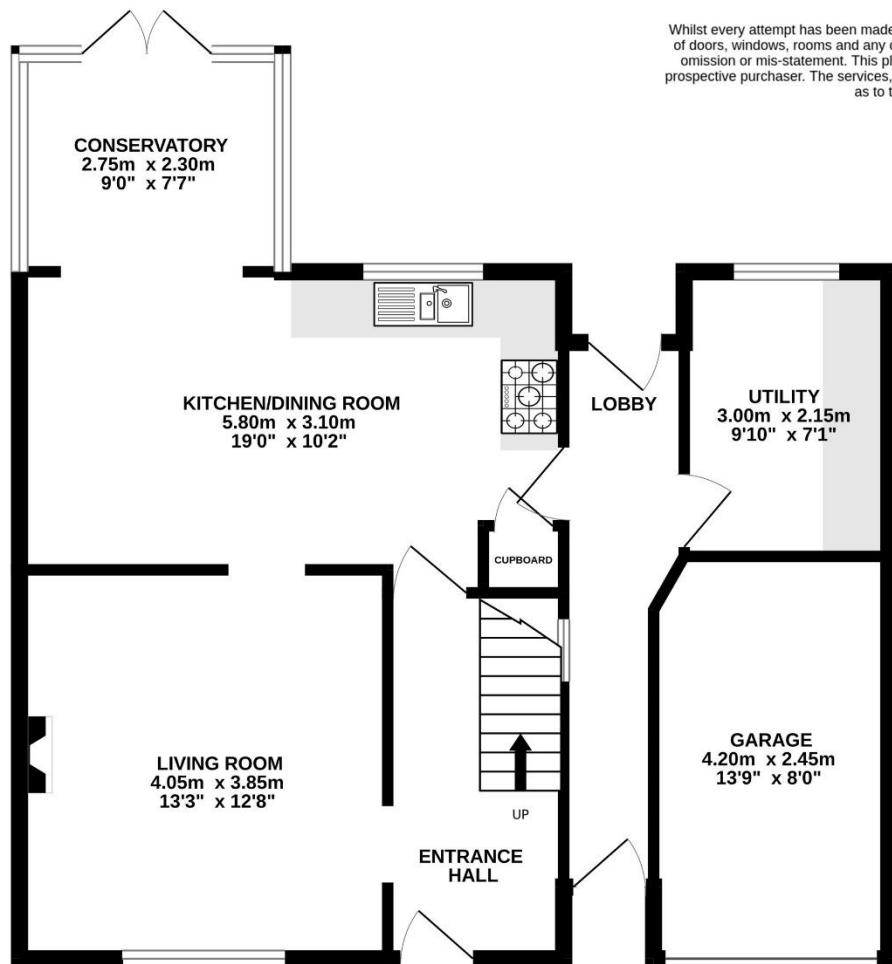 Whilst every attempt has been made
of doors, windows, rooms and any
omission or mis-statement. This
prospective purchaser. The services,
as to
CONSERVATORY
2.75m x 2.30m
9'0" x 7'7"
KITCHEN/DINING ROOM
5.80m x 3.10m
19'0" x 10'2"
LOBBY
UTILITY
3.00m x 2.15m
9'10" x 7'1"
CUPBOARD
LIVING ROOM
4.05m x 3.85m
13'3" x 12'8"
UP
ENTRANCE
HALL
GARAGE
4.20m x 2.45m
13'9" x 8'0"